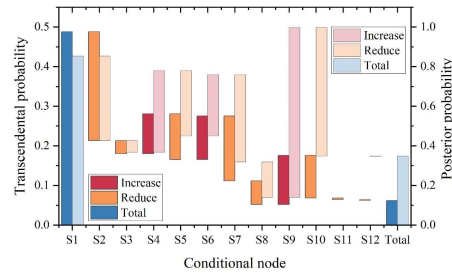 0.5
0.4
0.3
0.2
0.1
0.0
Transcendental probability
1.0
0.8
0.6
0.4
0.2
0.0
Posterior probability
Increase
Reduce
Total
Increase
Reduce
Total
S1 S2 S3 S4 S5 S6 S7 S8 S9 S10 S11 S12 Total
Conditional node